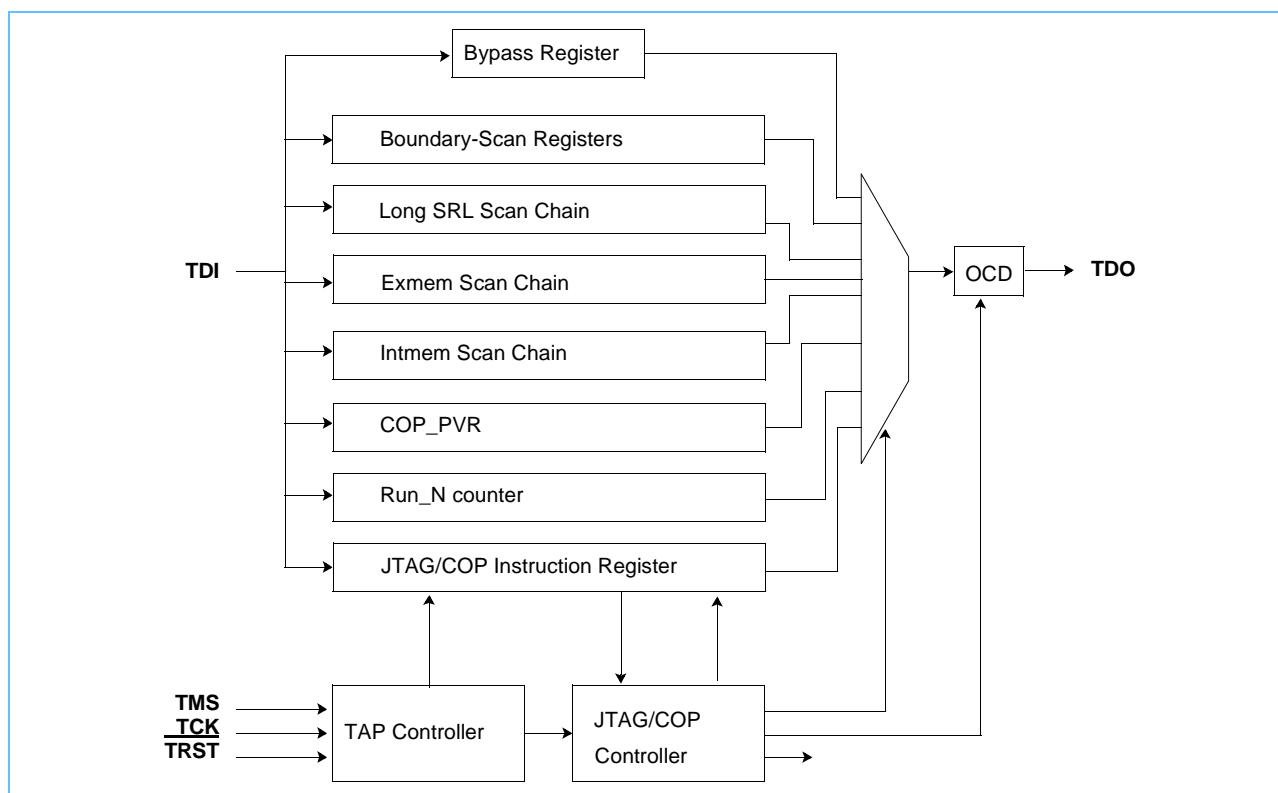 Bypass Register
Boundary-Scan Registers
Long SRL Scan Chain
TDI
Exmem Scan Chain
OCD
TDO
Intmem Scan Chain
COP_PVR
Run_N counter
JTAG/COP Instruction Register
TMS
TCK
TRST
TAP Controller
JTAG/COP
Controller